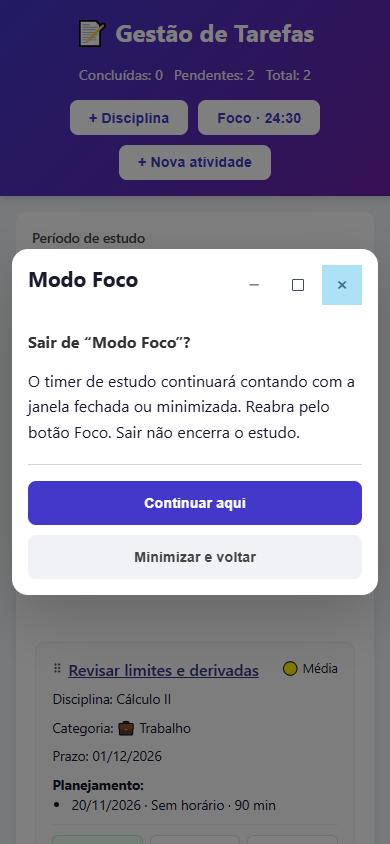 📝 Gestão de Tarefas
Concluídas: 0 Pendentes: 2 Total: 2
+ Disciplina
Foco · 24:30
+ Nova atividade
Período de estudo
Modo Foco
Sair de “Modo Foco”?
O timer de estudo continuará contando com a
janela fechada ou minimizada. Reabra pelo
botão Foco. Sair não encerra o estudo.
Continuar aqui
Minimizar e voltar
Revisar limites e derivadas
Média
Disciplina: Cálculo II
Categoria: 💼 Trabalho
Prazo: 01/12/2026
Planejamento:
• 20/11/2026 · Sem horário · 90 min